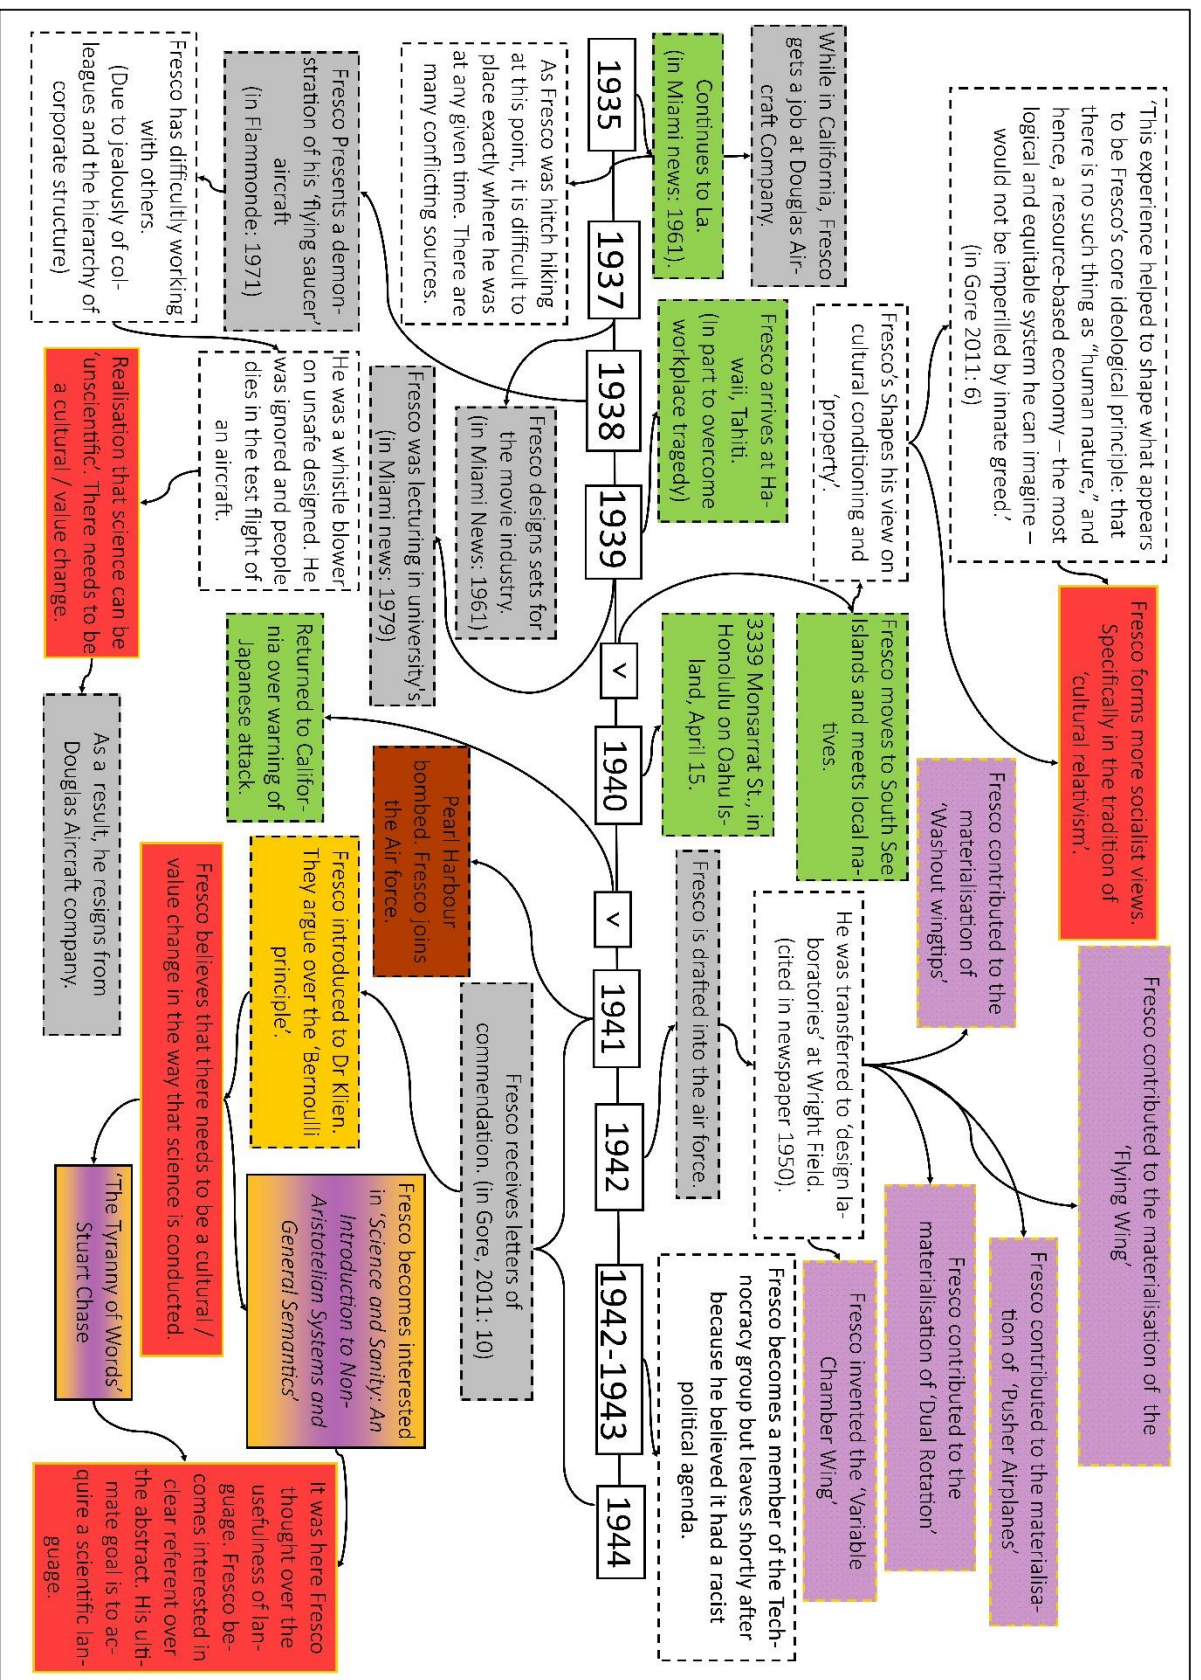 While in California, Fresco
gets a job at Douglas Air-
craft Company.
Continues to La.
(in Miami news: 1961).
As Fresco was hitch hiking
at this point, it is difficult to
place exactly where he was
at any given time. There are
many conflicting sources.
Fresco Presents a demon-
stration of his 'flying saucer'
aircraft
(in Flammonde: 1971)
Fresco has difficultly working
with others.
(Due to jealously of col-
leagues and the hierarchy of
corporate structure)
'This experience helped to shape what appears
to be Fresco's core ideological principle: that
there is no such thing as "human nature," and
hence, a resource-based economy – the most
logical and equitable system he can imagine –
would not be imperilled by innate greed.'
(in Gore 2011: 6)
Fresco's Shapes his view on
cultural conditioning and
'property'.
Fresco arrives at Ha-
waii, Tahiti.
(In part to overcome
workplace tragedy)
1935
1937
1938
1939
v
1940
v
1941
1942
1942-1943
1944
Fresco designs sets for
the movie industry.
(in Miami News: 1961)
Fresco was lecturing in university's
(in Miami news: 1979)
He was a whistle blower
on unsafe designed. He
was ignored and people
dies in the test flight of
an aircraft.
Realisation that science can be
'unscientific'. There needs to be
a cultural / value change.
Fresco forms more socialist views.
Specifically in the tradition of
'cultural relativism'.
Fresco moves to South See
Islands and meets local na-
tives.
3339 Monsarrat St., in
Honolulu on Oahu Is-
land, April 15.
Returned to Califor-
nia over warning of
Japanese attack.
As a result, he resigns from
Douglas Aircraft company.
Fresco contributed to the
materialisation of
'Washout wingtips'
He was transferred to 'design la-
boratories' at Wright Field.
(cited in newspaper 1950).
Fresco is drafted into the air force.
Pearl Harbour
bombed. Fresco joins
the Air force.
Fresco introduced to Dr Klien.
They argue over the 'Bernoulli
principle'.
Fresco believes that there needs to be a cultural /
value change in the way that science is conducted.
Fresco contributed to the materialisation of the
'Flying Wing'
Fresco contributed to the materialisa-
tion of 'Pusher Airplanes'
Fresco contributed to the
materialisation of 'Dual Rotation'
Fresco invented the 'Variable
Chamber Wing'
Fresco becomes a member of the Tech-
nocracy group but leaves shortly after
because he believed it had a racist
political agenda.
Fresco receives letters of
commendation. (in Gore, 2011: 10)
Fresco becomes interested
in 'Science and Sanity: An
Introduction to Non-
Aristotelian Systems and
General Semantics'
'The Tyranny of Words'
Stuart Chase
It was here Fresco
thought over the
usefulness of lan-
guage. Fresco be-
comes interested in
clear referent over
the abstract. His ulti-
mate goal is to ac-
quire a scientific lan-
guage.